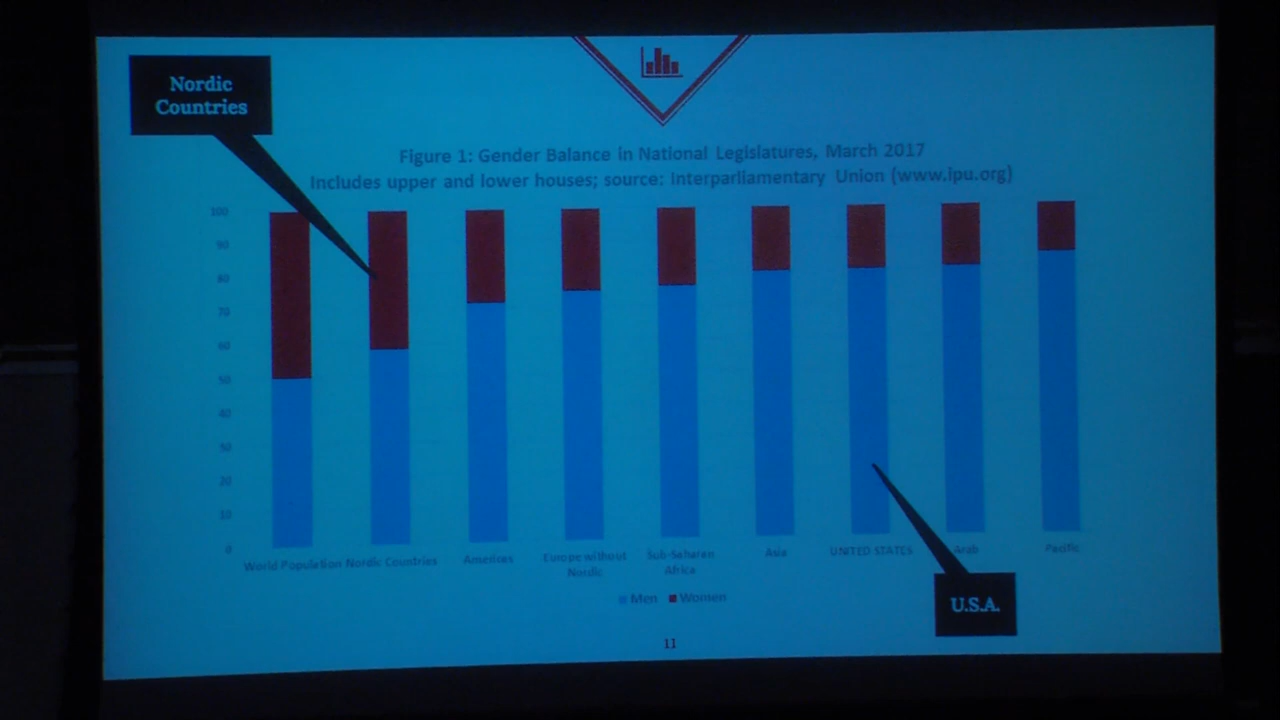 Nordic
Countries
Figure 1: Gender Balance in National Legislatures, March 2017
Includes upper and lower houses; source: Interparliamentary Union (www.ipu.org)
100
90
80
70
60
50
40
30
20
10
0
World Population
Nordic Countries
Americas
Europe without
Nordic
Sub-Saharan
Africa
Asia
UNITED STATES
Arab
Pacific
Men
Women
U.S.A.
11